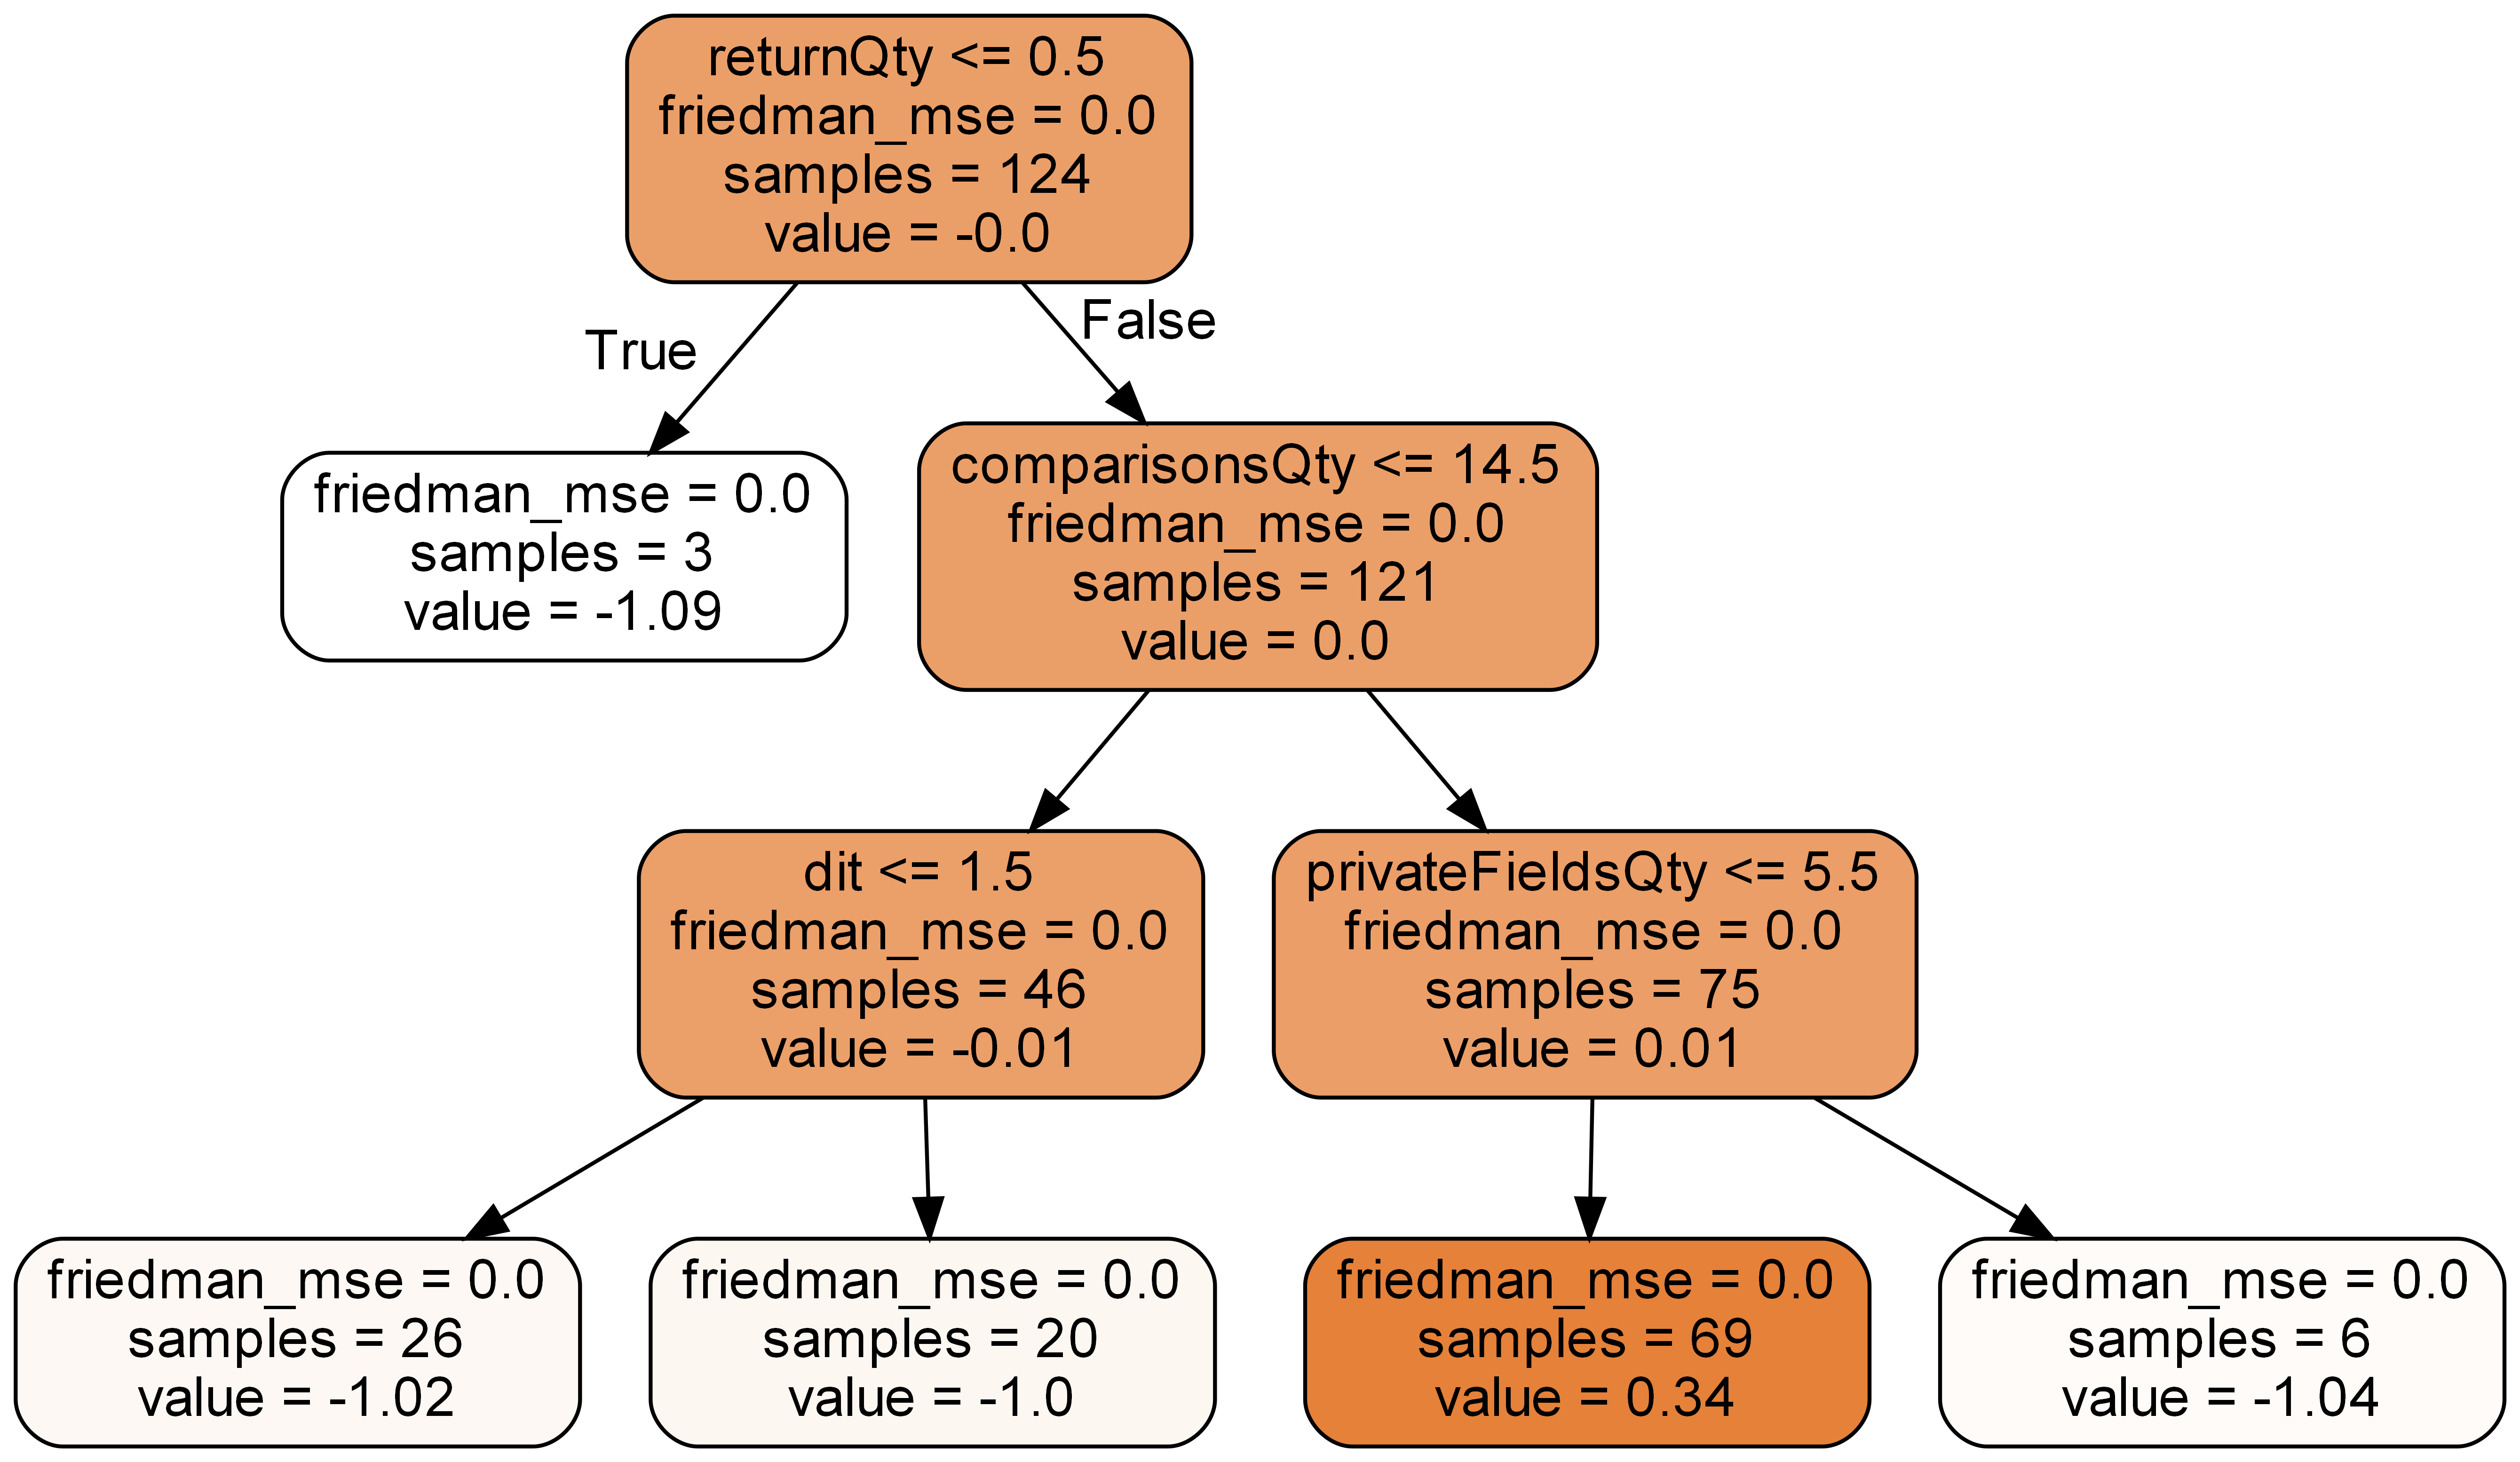 returnQty <= 0.5
friedman_mse = 0.0
samples = 124
value = -0.0
True
False
friedman_mse = 0.0
samples = 3
value = -1.09
comparisonsQty <= 14.5
friedman_mse = 0.0
samples = 121
value = 0.0
dit <= 1.5
friedman_mse = 0.0
samples = 46
value = -0.01
privateFieldsQty <= 5.5
friedman_mse = 0.0
samples = 75
value = 0.01
friedman_mse = 0.0
samples = 26
value = -1.02
friedman_mse = 0.0
samples = 20
value = -1.0
friedman_mse = 0.0
samples = 69
value = 0.34
friedman_mse = 0.0
samples = 6
value = -1.04